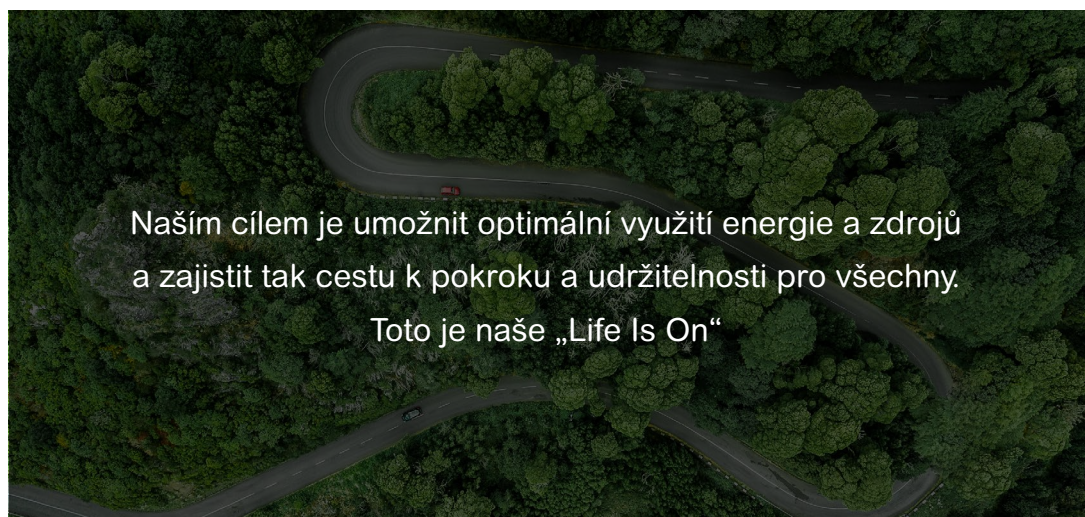 Naším cílem je umožnit optimální využití energie a zdrojů
a zajistit tak cestu k pokroku a udržitelnosti pro všechny.
Toto je naše „Life Is On“